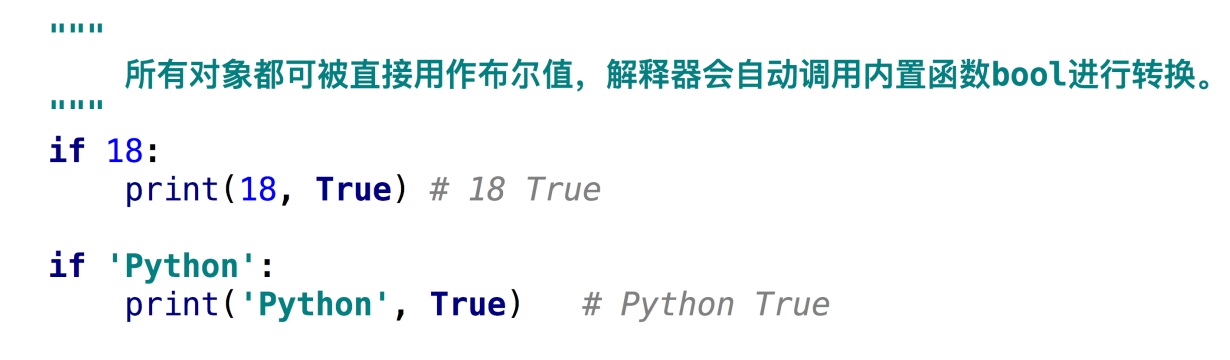 """
    所有对象都可被直接用作布尔值，解释器会自动调用内置函数bool进行转换。
"""
if 18:
    print(18, True) # 18 True

if 'Python':
    print('Python', True)   # Python True